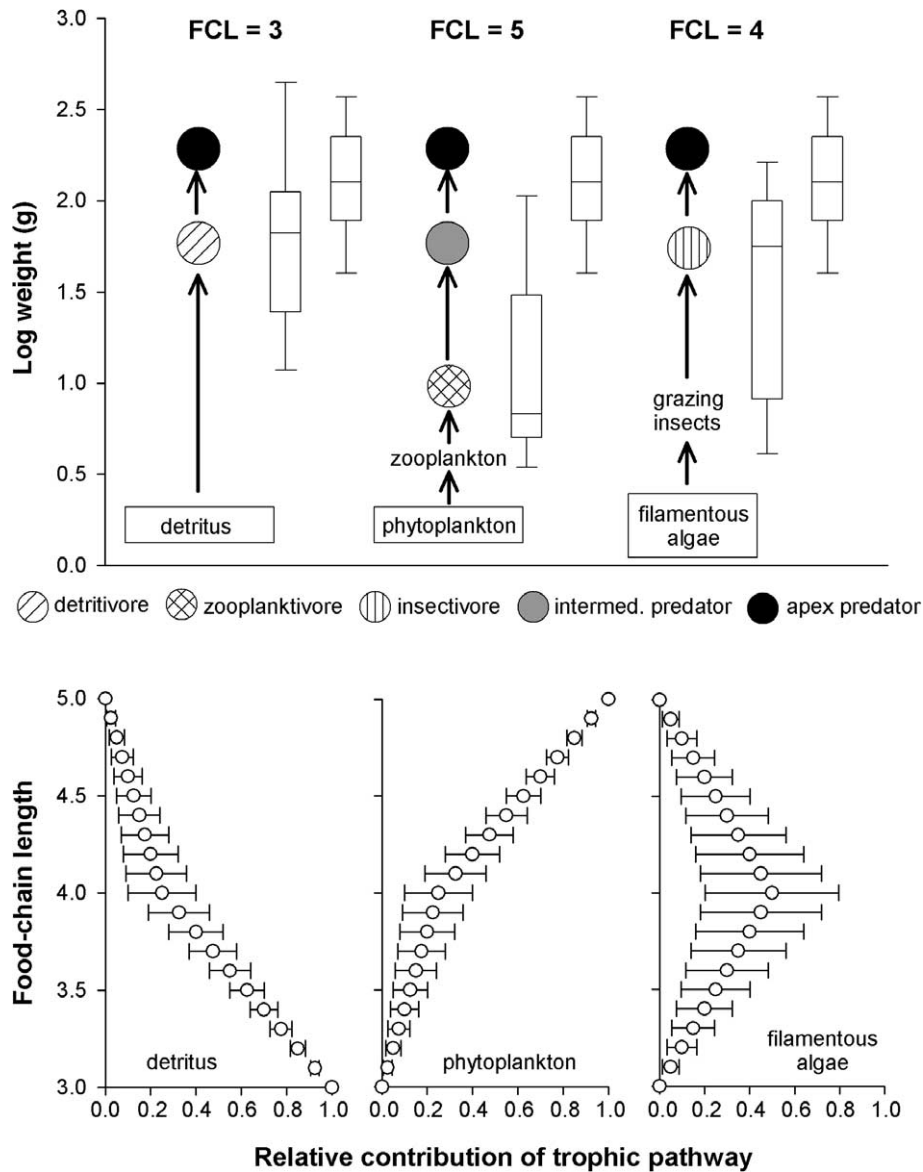 FCL = 3 FCL = 5 FCL = 4
3.0
2.5
2.0
1.5
1.0
0.5
0.0
Log weight (g)
grazing
insects
zooplankton
detritus
phytoplankton
filamentous
algae
detritivore zooplanktivore insectivore intermed. predator apex predator
5.0
4.5
4.0
3.5
3.0
Food-chain length
detritus
phytoplankton
filamentous
algae
0.0 0.2 0.4 0.6 0.8 1.0 0.0 0.2 0.4 0.6 0.8 1.0 0.0 0.2 0.4 0.6 0.8 1.0
Relative contribution of trophic pathway